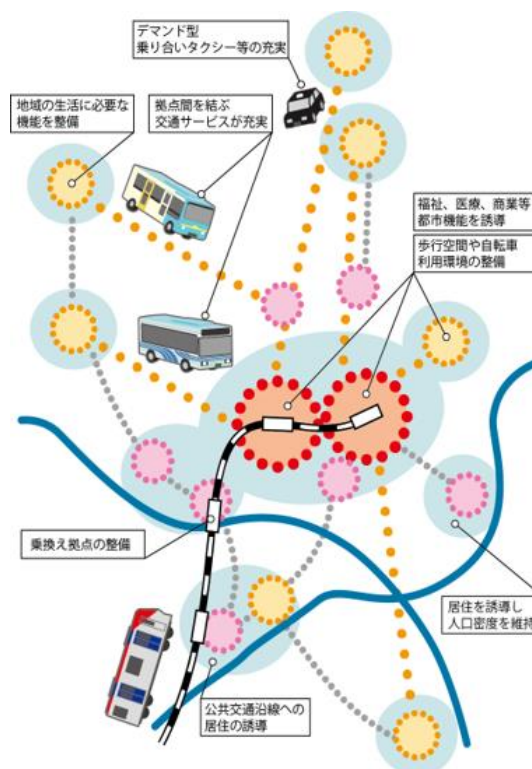 デマンド型
乗り合いタクシー等の充実
地域の生活に必要な
機能を整備
拠点間を結ぶ
交通サービスが充実
福祉、医療、商業等
都市機能を誘導
歩行空間や自転車
利用環境の整備
乗換え拠点の整備
居住を誘導し
人口密度を維持
公共交通沿線への
居住の誘導